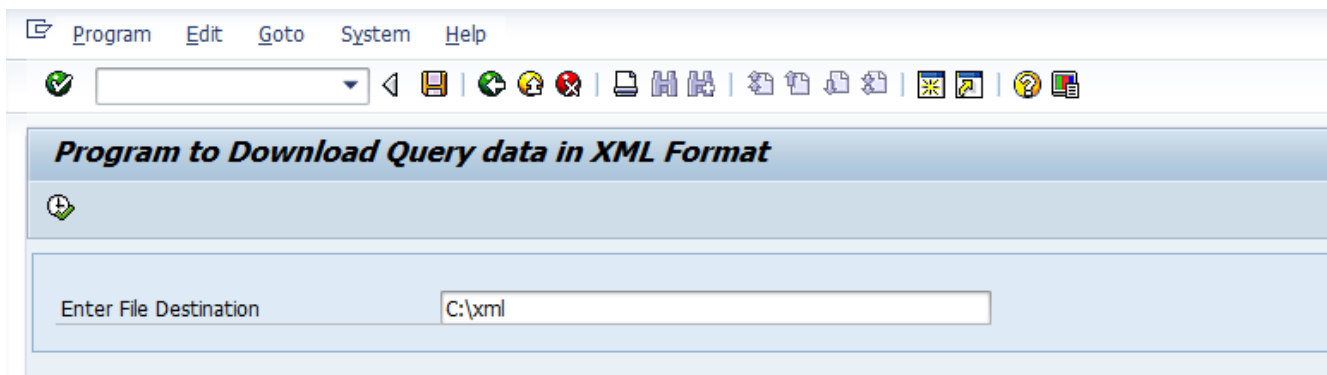 Program Edit Goto System Help
Program to Download Query data in XML Format
Enter File Destination C:\xml